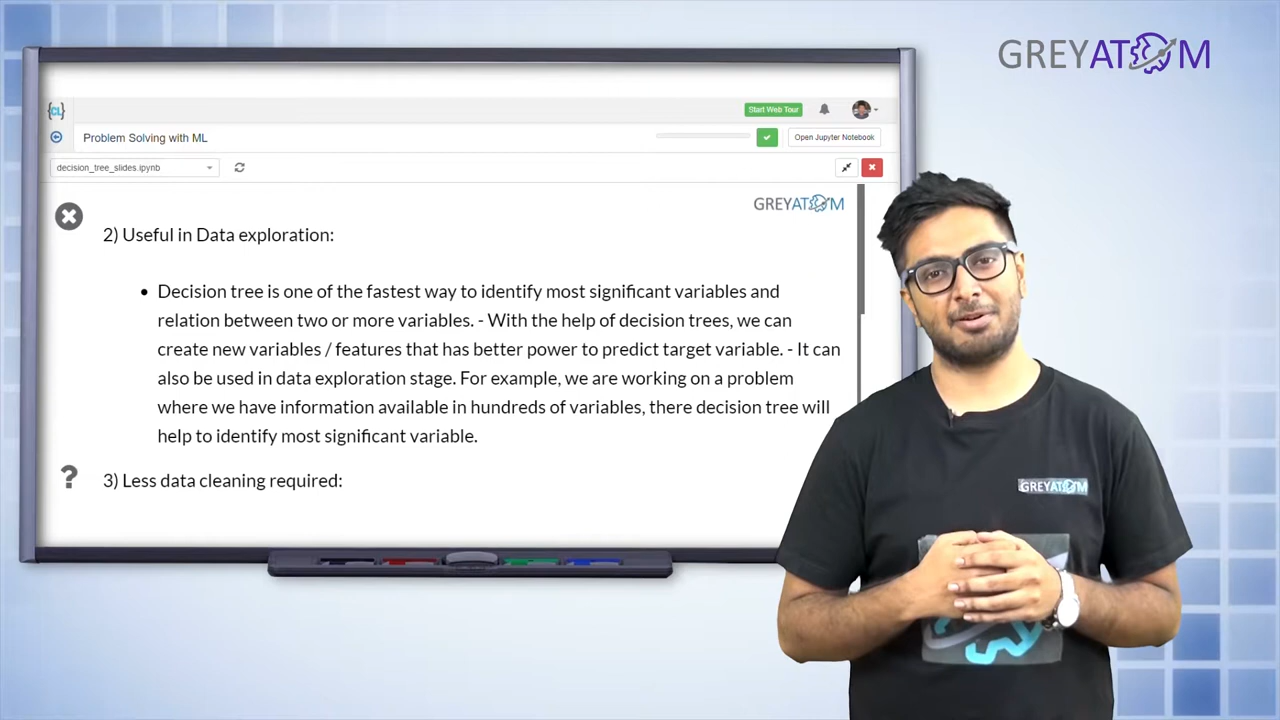 GREYATOM
{CL}
Start Web Tour
Problem Solving with ML
Open Jupyter Notebook
decision_tree_slides.ipynb
GREYATOM
2) Useful in Data exploration:
• Decision tree is one of the fastest way to identify most significant variables and
relation between two or more variables. - With the help of decision trees, we can
create new variables / features that has better power to predict target variable. - It can
also be used in data exploration stage. For example, we are working on a problem
where we have information available in hundreds of variables, there decision tree will
help to identify most significant variable.
?
3) Less data cleaning required:
GREYATOM